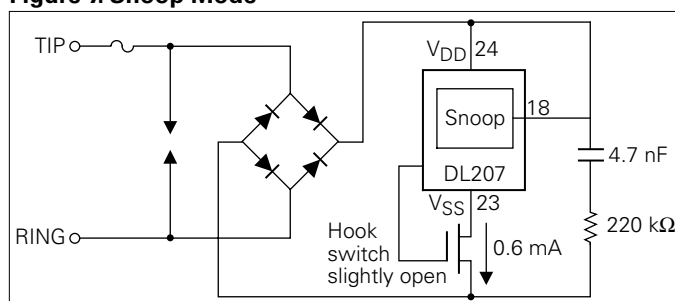 Figure 7. Snoop Mode
TIP
RING
VDD 24
Snoop
18
DL207
VSS 23
Hook
switch
slightly open
0.6 mA
4.7 nF
220 kΩ